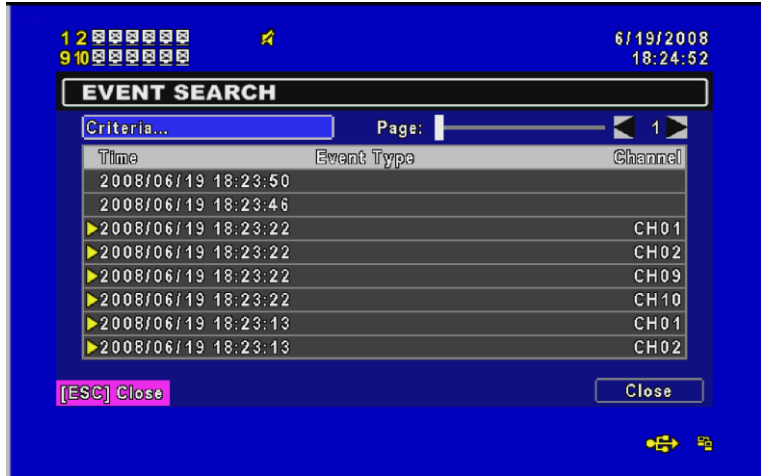 1 2 6/19/2008
9 10 18:24:52
EVENT SEARCH
Criteria... Page: 1
Time Event Type Channel
2008/06/19 18:23:50
2008/06/19 18:23:46
2008/06/19 18:23:22 CH01
2008/06/19 18:23:22 CH02
2008/06/19 18:23:22 CH09
2008/06/19 18:23:22 CH10
2008/06/19 18:23:13 CH01
2008/06/19 18:23:13 CH02
[ESC] Close Close